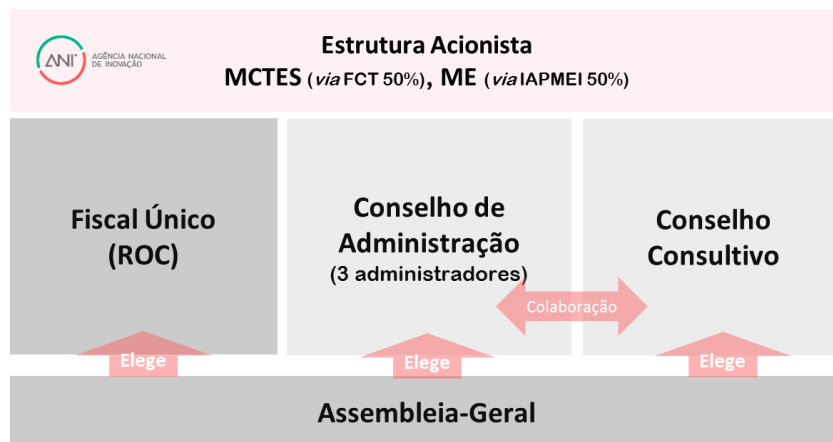 ANI
AGÊNCIA NACIONAL
DE INOVAÇÃO
Estrutura Acionista
MCTES (via FCT 50%), ME (via IAPMEI 50%)
Fiscal Único
(ROC)
Conselho de
Administração
(3 administradores)
Conselho
Consultivo
Colaboração
Elege
Elege
Elege
Assembleia-Geral